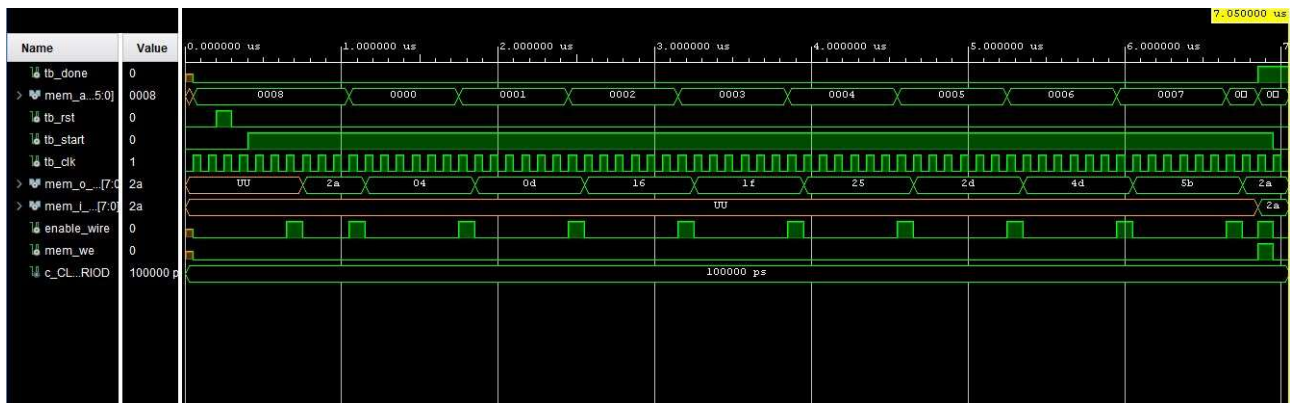 7.050000 us
Name Value 0.000000 us 1.000000 us 2.000000 us 3.000000 us 4.000000 us 5.000000 us 6.000000 us 7
tb_done 0
mem_a...5:0] 0008 0008 0000 0001 0002 0003 0004 0005 0006 0007 00 00
tb_rst 0
tb_start 0
tb_clk 1
mem_o_...[7:0 2a UU 2a 04 0d 16 1f 25 2d 4d 5b 2a
mem_i_...[7:0] 2a UU 2a
enable_wire 0
mem_we 0
c_CL...RIOD 100000 p 100000 ps